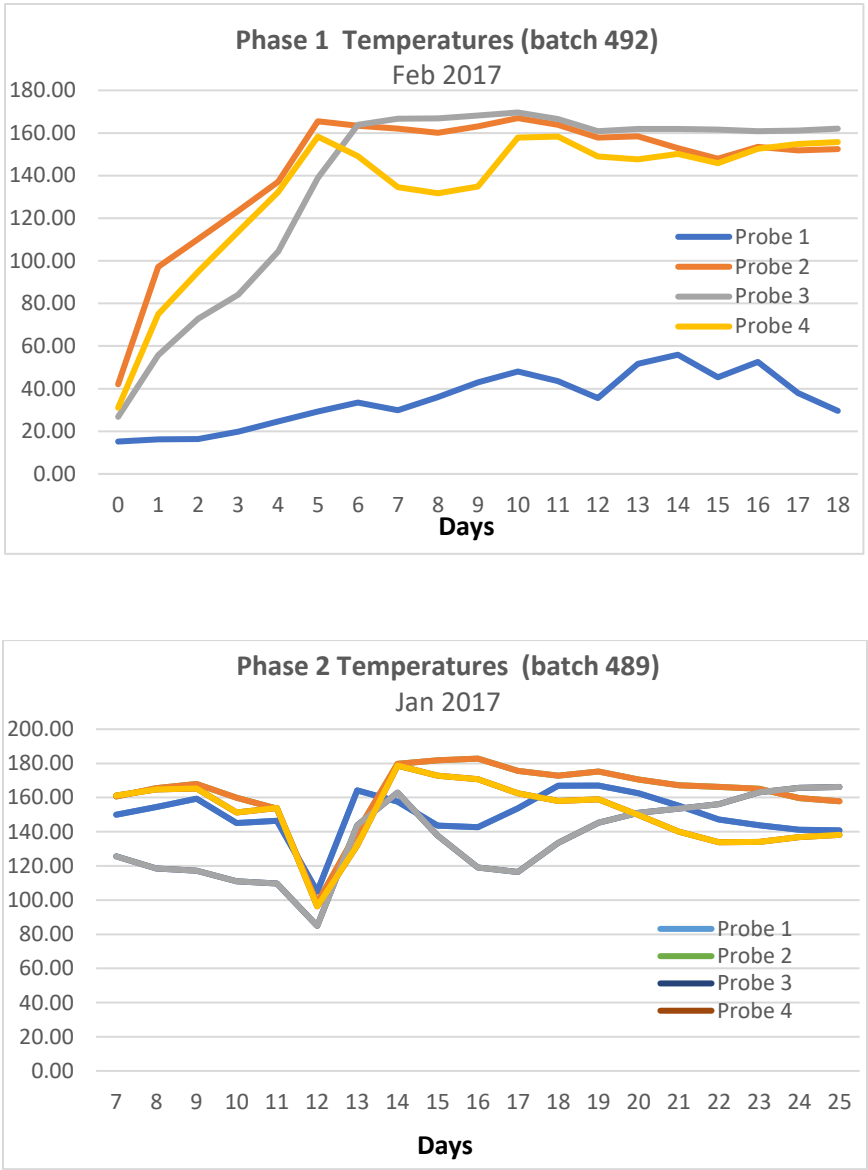 Phase 1  Temperatures (batch 492)
Feb 2017
180.00
160.00
140.00
120.00
100.00
80.00
60.00
40.00
20.00
0.00
Probe 1
Probe 2
Probe 3
Probe 4
0 1 2 3 4 5 6 7 8 9 10 11 12 13 14 15 16 17 18
Days
Phase 2 Temperatures  (batch 489)
Jan 2017
200.00
180.00
160.00
140.00
120.00
100.00
80.00
60.00
40.00
20.00
0.00
Probe 1
Probe 2
Probe 3
Probe 4
7 8 9 10 11 12 13 14 15 16 17 18 19 20 21 22 23 24 25
Days